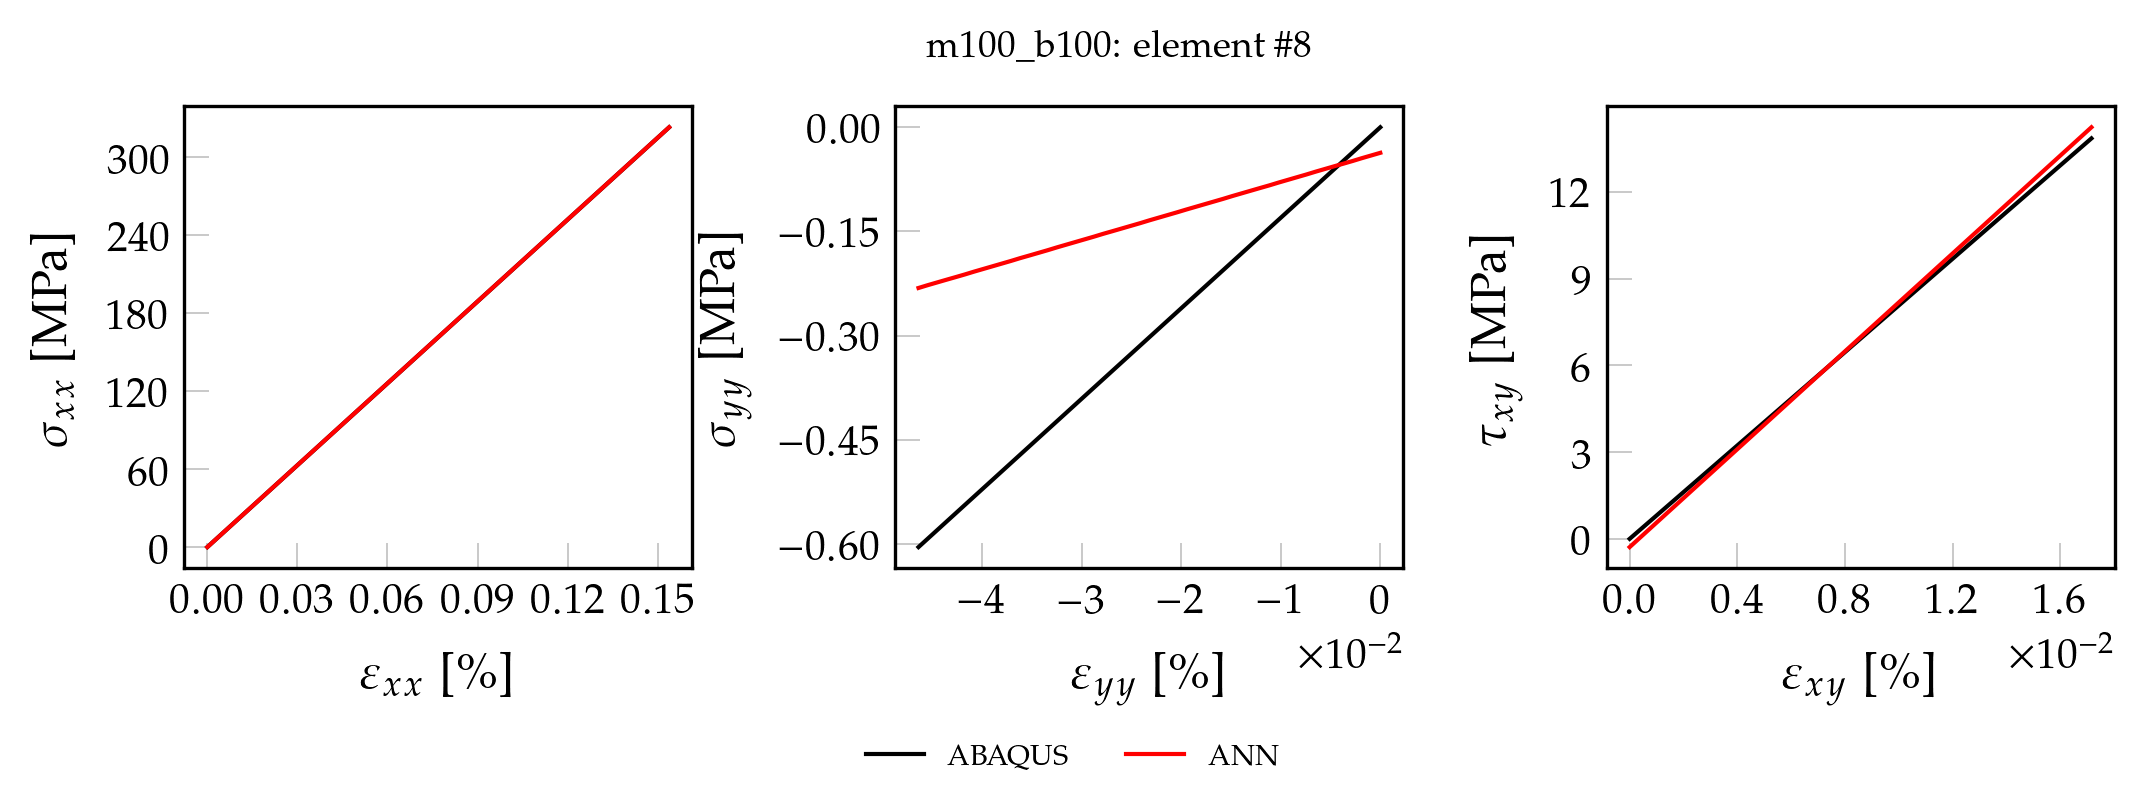 m100_b100: element #8
σxx [MPa]
300
240
180
120
60
0
0.00 0.03 0.06 0.09 0.12 0.15
εxx [%]
σyy [MPa]
0.00
−0.15
−0.30
−0.45
−0.60
−4 −3 −2 −1 0
×10−2
εyy [%]
τxy [MPa]
12
9
6
3
0
0.0 0.4 0.8 1.2 1.6
×10−2
εxy [%]
ABAQUS ANN